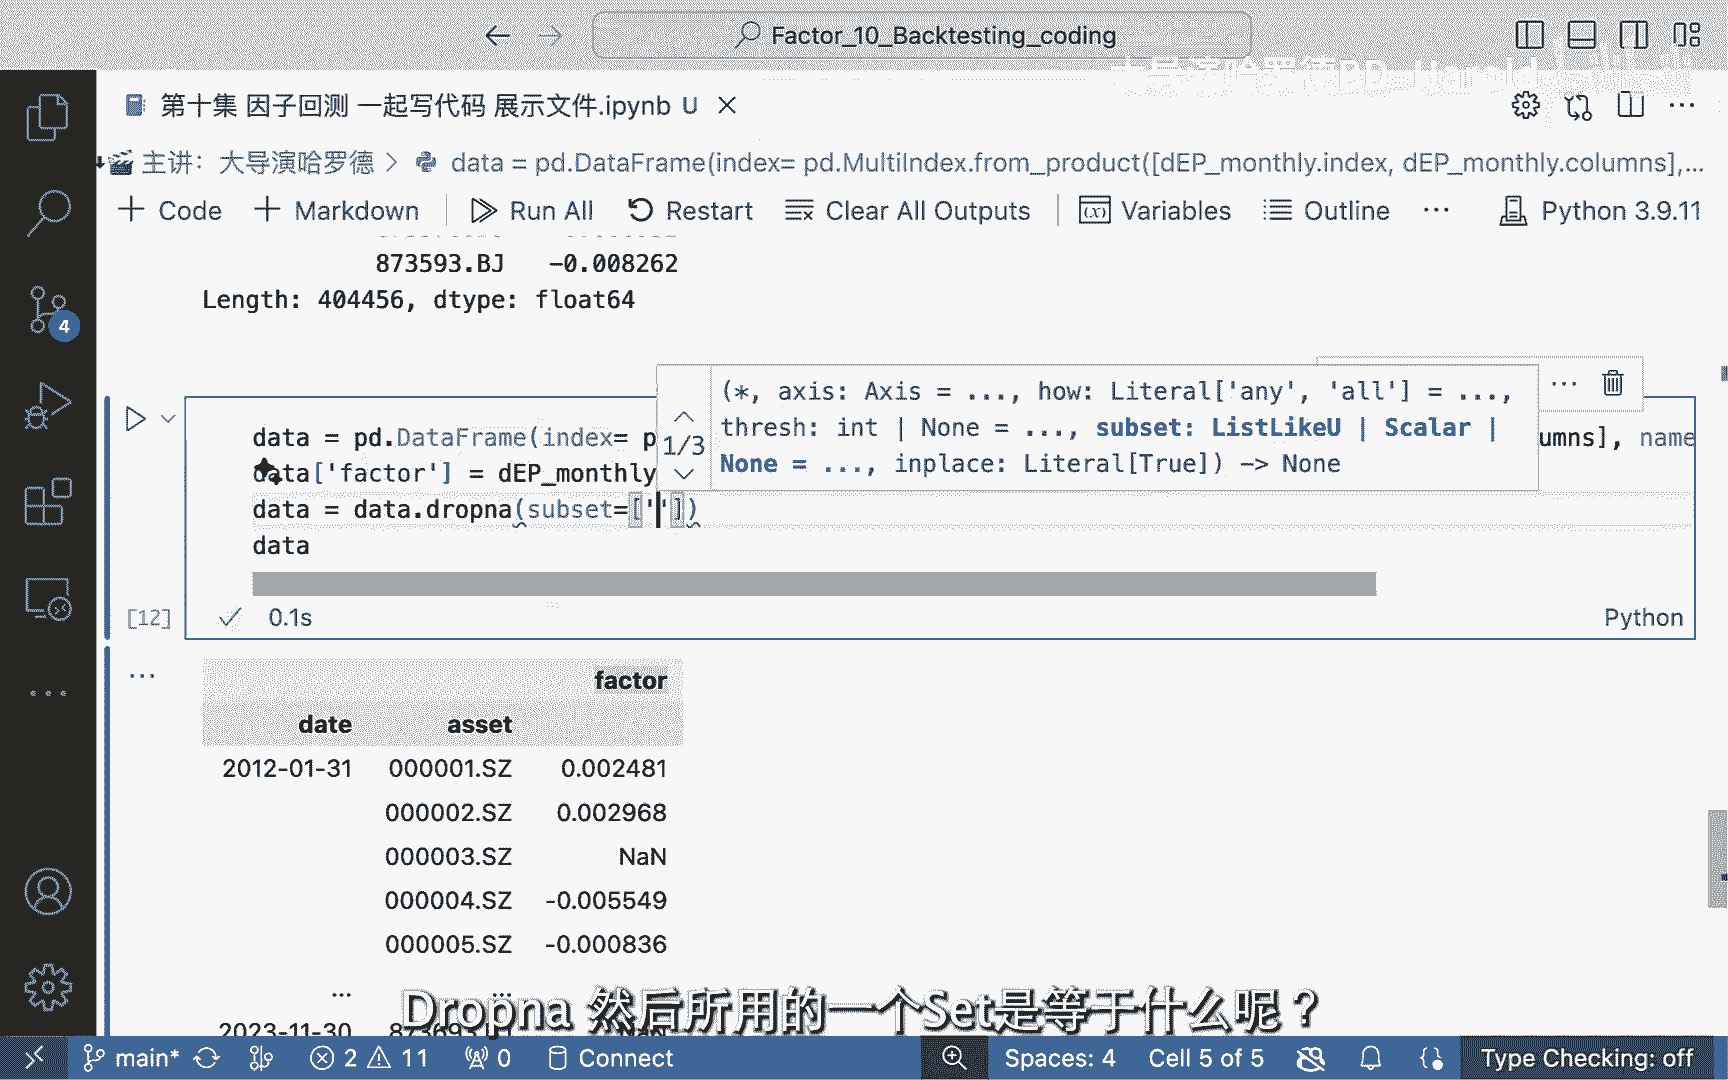 Factor_10_Backtesting_coding
第十集 因子回测 一起写代码 展示文件.ipynb U
主讲：大导演哈罗德 > data = pd.DataFrame(index= pd.MultiIndex.from_product([dEP_monthly.index, dEP_monthly.columns],...
+ Code + Markdown Run All Restart Clear All Outputs Variables Outline ... Python 3.9.11
873593.BJ -0.008262
Length: 404456, dtype: float64
(*, axis: Axis = ..., how: Literal['any', 'all'] = ...,
1/3 thresh: int | None = ..., subset: ListLikeU | Scalar |
None = ..., inplace: Literal[True]) -> None
data = pd.DataFrame(index= p umns], name
data['factor'] = dEP_monthly
data = data.dropna(subset=[''])
data
[12] 0.1s Python
factor
date asset
2012-01-31 000001.SZ 0.002481
000002.SZ 0.002968
000003.SZ NaN
000004.SZ -0.005549
000005.SZ -0.000836
... ...
2023-11-30
Dropna 然后所用的一个Set是等于什么呢？
4
main* 2 11 0 Connect Spaces: 4 Cell 5 of 5 Type Checking: off